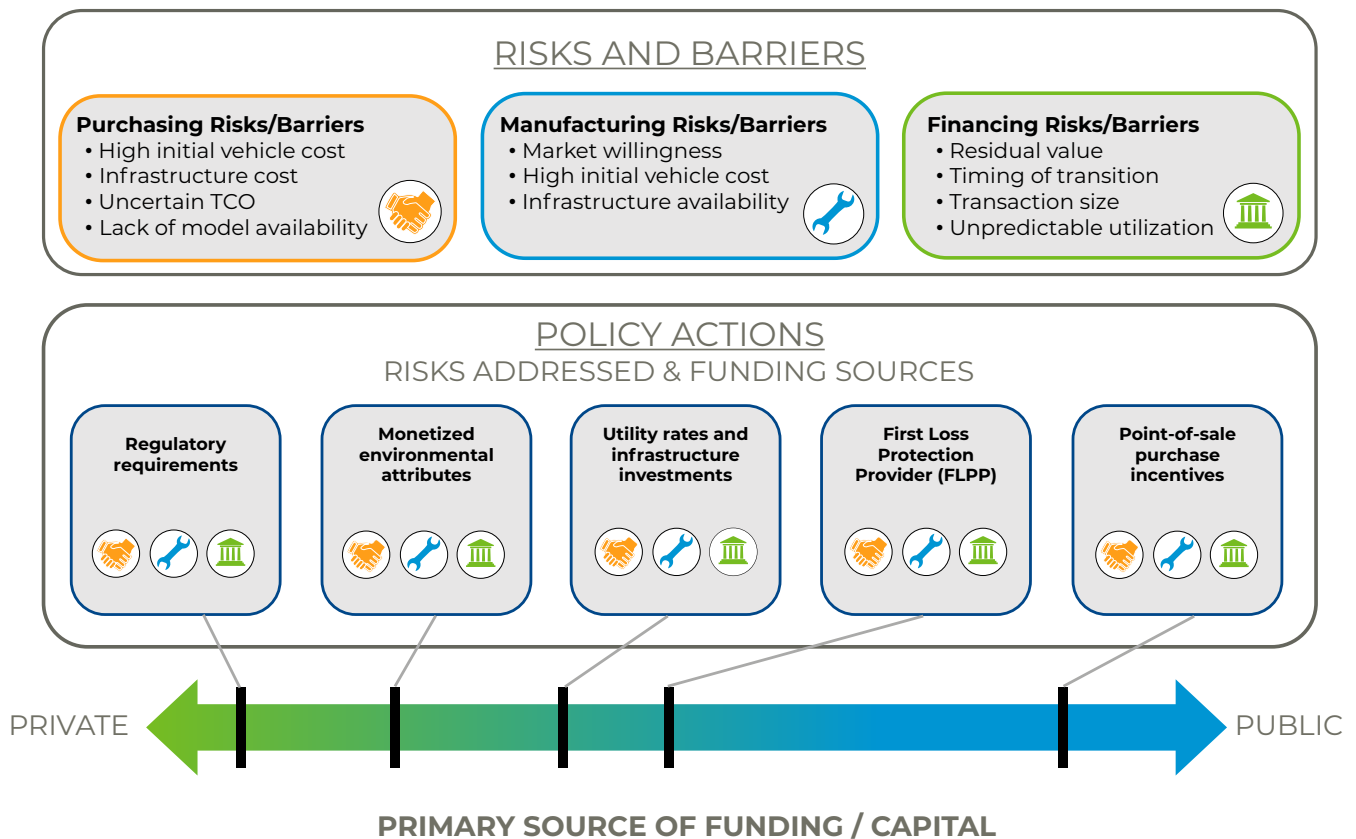 RISKS AND BARRIERS
Purchasing Risks/Barriers
• High initial vehicle cost
• Infrastructure cost
• Uncertain TCO
• Lack of model availability
Manufacturing Risks/Barriers
• Market willingness
• High initial vehicle cost
• Infrastructure availability
Financing Risks/Barriers
• Residual value
• Timing of transition
• Transaction size
• Unpredictable utilization
POLICY ACTIONS
RISKS ADDRESSED & FUNDING SOURCES
Regulatory
requirements
Monetized
environmental
attributes
Utility rates and
infrastructure
investments
First Loss
Protection
Provider (FLPP)
Point-of-sale
purchase
incentives
PRIVATE
PUBLIC
PRIMARY SOURCE OF FUNDING / CAPITAL